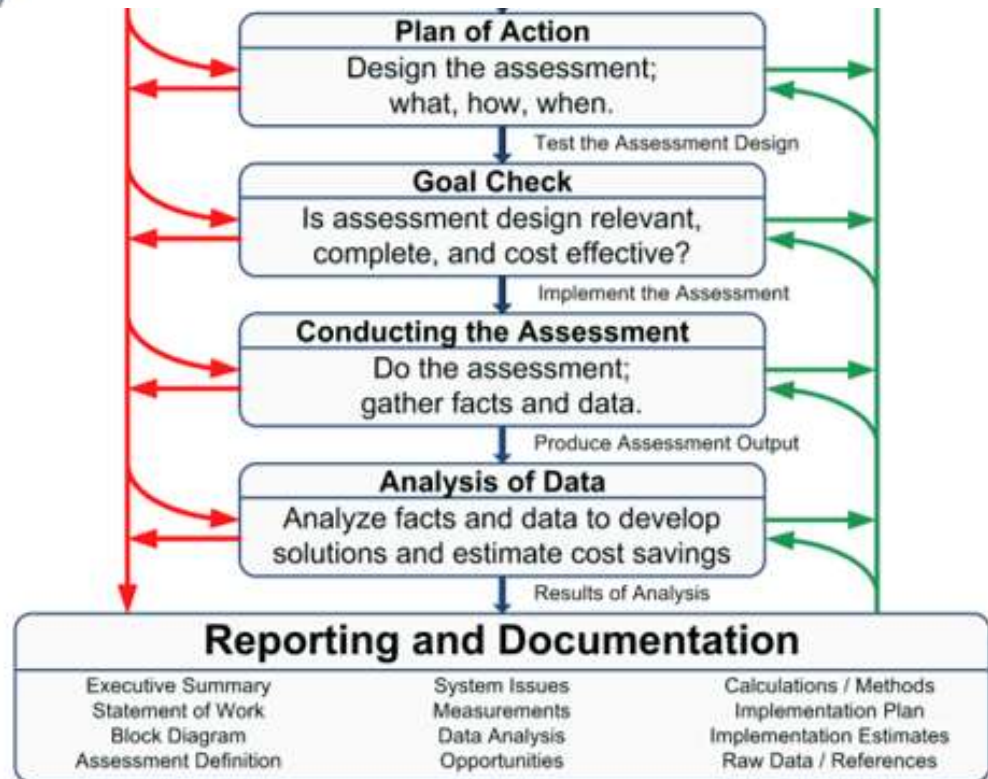 Plan of Action
Design the assessment;
what, how, when.
Test the Assessment Design
Goal Check
Is assessment design relevant,
complete, and cost effective?
Implement the Assessment
Conducting the Assessment
Do the assessment;
gather facts and data.
Produce Assessment Output
Analysis of Data
Analyze facts and data to develop
solutions and estimate cost savings
Results of Analysis
Reporting and Documentation
Executive Summary
Statement of Work
Block Diagram
Assessment Definition
System Issues
Measurements
Data Analysis
Opportunities
Calculations / Methods
Implementation Plan
Implementation Estimates
Raw Data / References